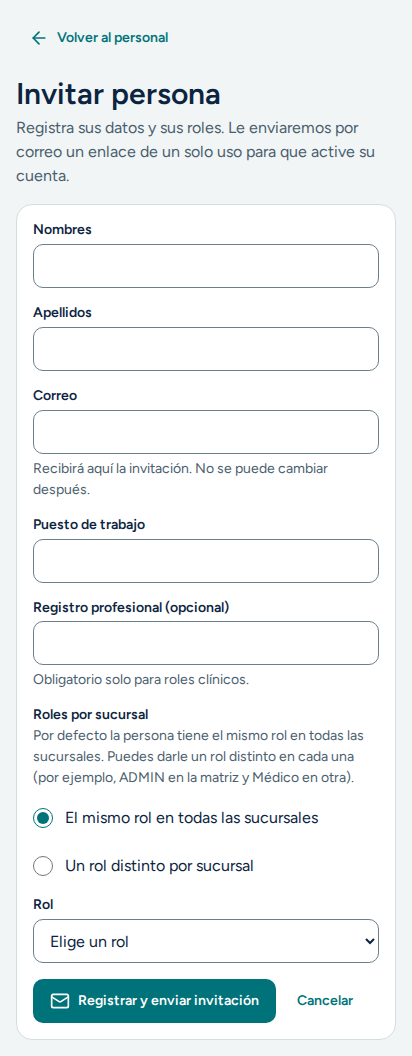 Volver al personal
Invitar persona
Registra sus datos y sus roles. Le enviaremos por
correo un enlace de un solo uso para que active su
cuenta.
Nombres
Apellidos
Correo
Recibirá aquí la invitación. No se puede cambiar
después.
Puesto de trabajo
Registro profesional (opcional)
Obligatorio solo para roles clínicos.
Roles por sucursal
Por defecto la persona tiene el mismo rol en todas las
sucursales. Puedes darle un rol distinto en cada una
(por ejemplo, ADMIN en la matriz y Médico en otra).
El mismo rol en todas las sucursales
Un rol distinto por sucursal
Rol
Elige un rol
Registrar y enviar invitación Cancelar